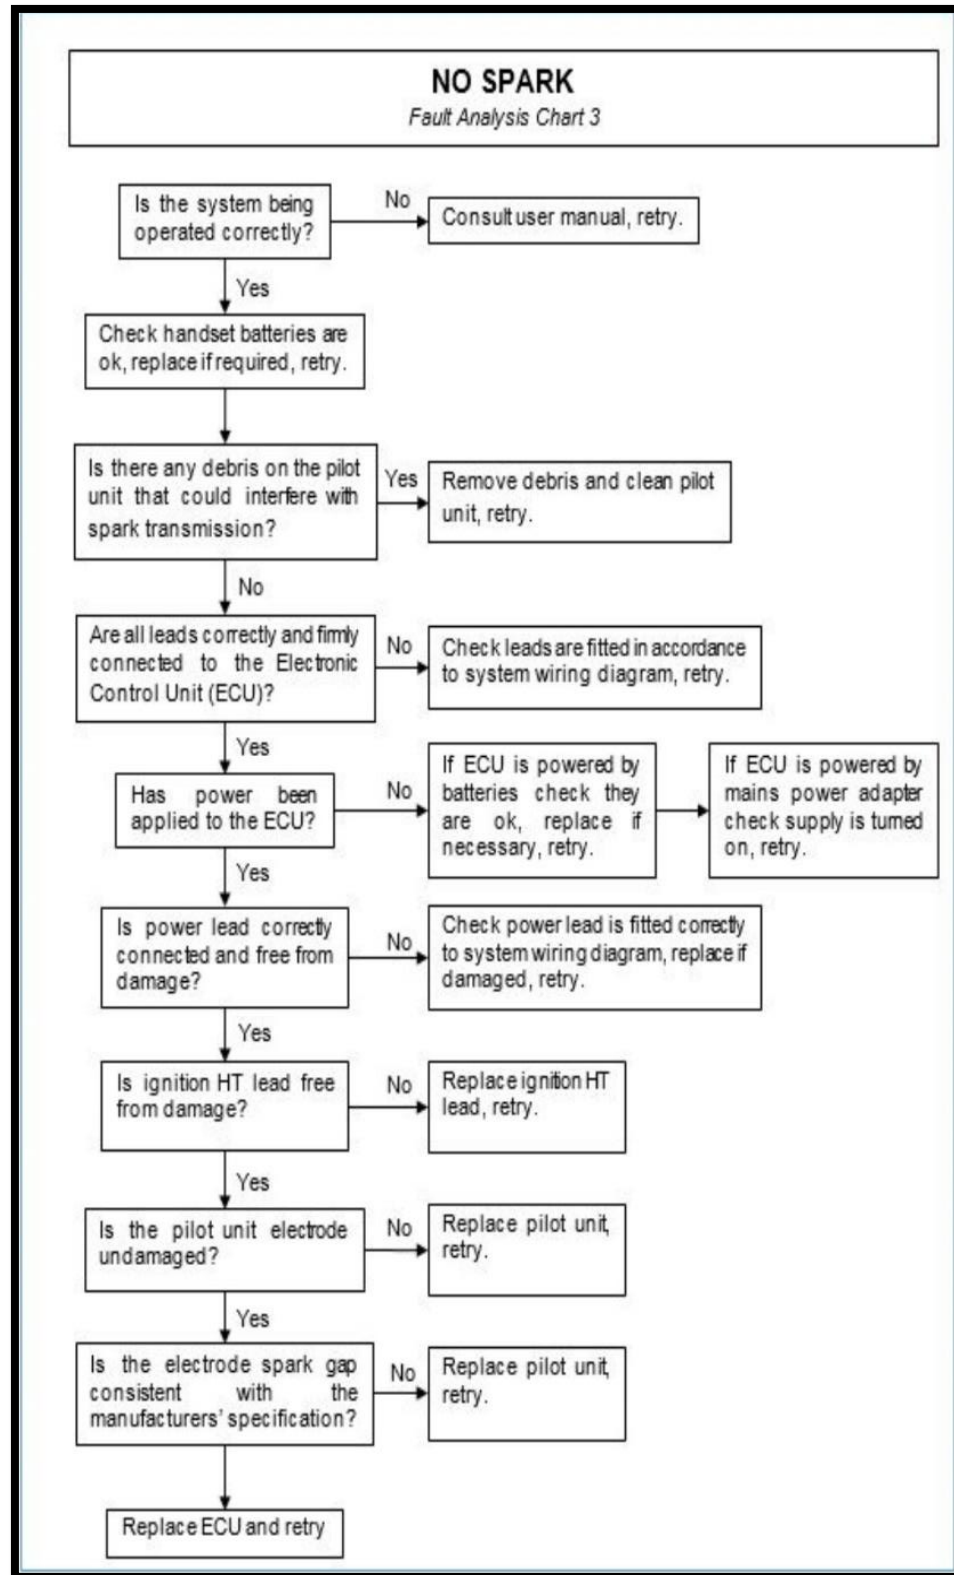 NO SPARK
Fault Analysis Chart 3
Is the system being
operated correctly?
No
Consult user manual, retry.
Yes
Check handset batteries are
ok, replace if required, retry.
Is there any debris on the pilot
unit that could interfere with
spark transmission?
Yes
Remove debris and clean pilot
unit, retry.
No
Are all leads correctly and firmly
connected to the Electronic
Control Unit (ECU)?
No
Check leads are fitted in accordance
to system wiring diagram, retry.
Yes
Has power been
applied to the ECU?
No
If ECU is powered by
batteries check they
are ok, replace if
necessary, retry.
If ECU is powered by
mains power adapter
check supply is turned
on, retry.
Yes
Is power lead correctly
connected and free from
damage?
No
Check power lead is fitted correctly
to system wiring diagram, replace if
damaged, retry.
Yes
Is ignition HT lead free
from damage?
No
Replace ignition HT
lead, retry.
Yes
Is the pilot unit electrode
undamaged?
No
Replace pilot unit,
retry.
Yes
Is the electrode spark gap
consistent with the
manufacturers' specification?
No
Replace pilot unit,
retry.
Replace ECU and retry